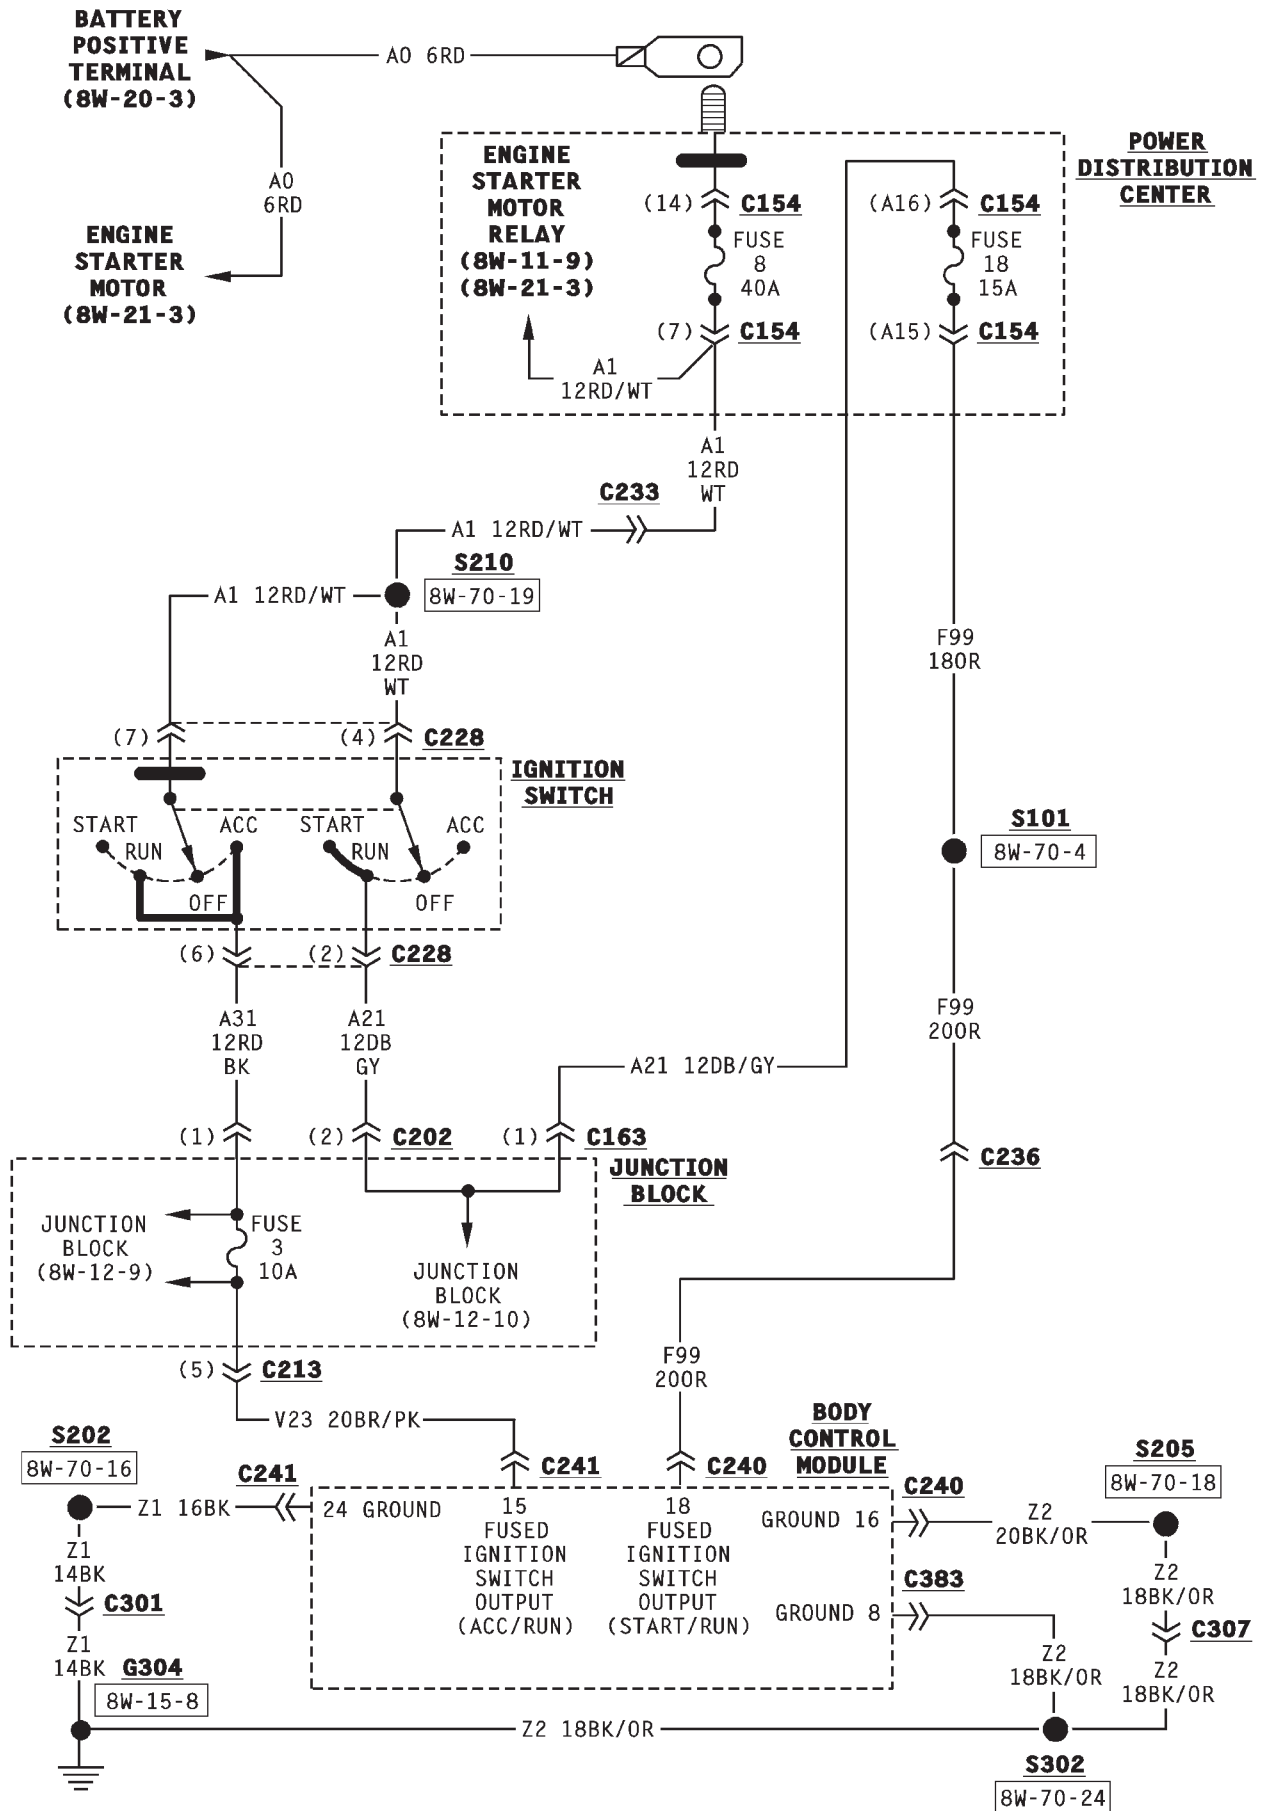 BATTERY
POSITIVE
TERMINAL
(8W-20-3)
A0 6RD
A0
6RD
ENGINE
STARTER
MOTOR
(8W-21-3)
POWER
DISTRIBUTION
CENTER
ENGINE
STARTER
MOTOR
RELAY
(8W-11-9)
(8W-21-3)
(14) C154
FUSE
8
40A
(7) C154
A1
12RD/WT
(A16) C154
FUSE
18
15A
(A15) C154
A1
12RD
WT
C233
A1 12RD/WT
S210
8W-70-19
A1 12RD/WT
A1
12RD
WT
F99
18OR
(7)
(4) C228
IGNITION
SWITCH
START
RUN
ACC
OFF
START
RUN
ACC
OFF
S101
8W-70-4
(6)
(2) C228
A31
12RD
BK
A21
12DB
GY
F99
20OR
A21 12DB/GY
(1)
(2) C202
(1) C163
C236
JUNCTION
BLOCK
JUNCTION
BLOCK
(8W-12-9)
FUSE
3
10A
JUNCTION
BLOCK
(8W-12-10)
(5) C213
V23 20BR/PK
F99
20OR
BODY
CONTROL
MODULE
S202
8W-70-16
C241
C241
C240
C240
S205
8W-70-18
Z1 16BK
24 GROUND
15
FUSED
IGNITION
SWITCH
OUTPUT
(ACC/RUN)
18
FUSED
IGNITION
SWITCH
OUTPUT
(START/RUN)
GROUND 16
Z2
20BK/OR
Z1
14BK
C301
C383
GROUND 8
Z2
18BK/OR
C307
Z1
14BK
G304
8W-15-8
Z2
18BK/OR
Z2
18BK/OR
Z2 18BK/OR
S302
8W-70-24